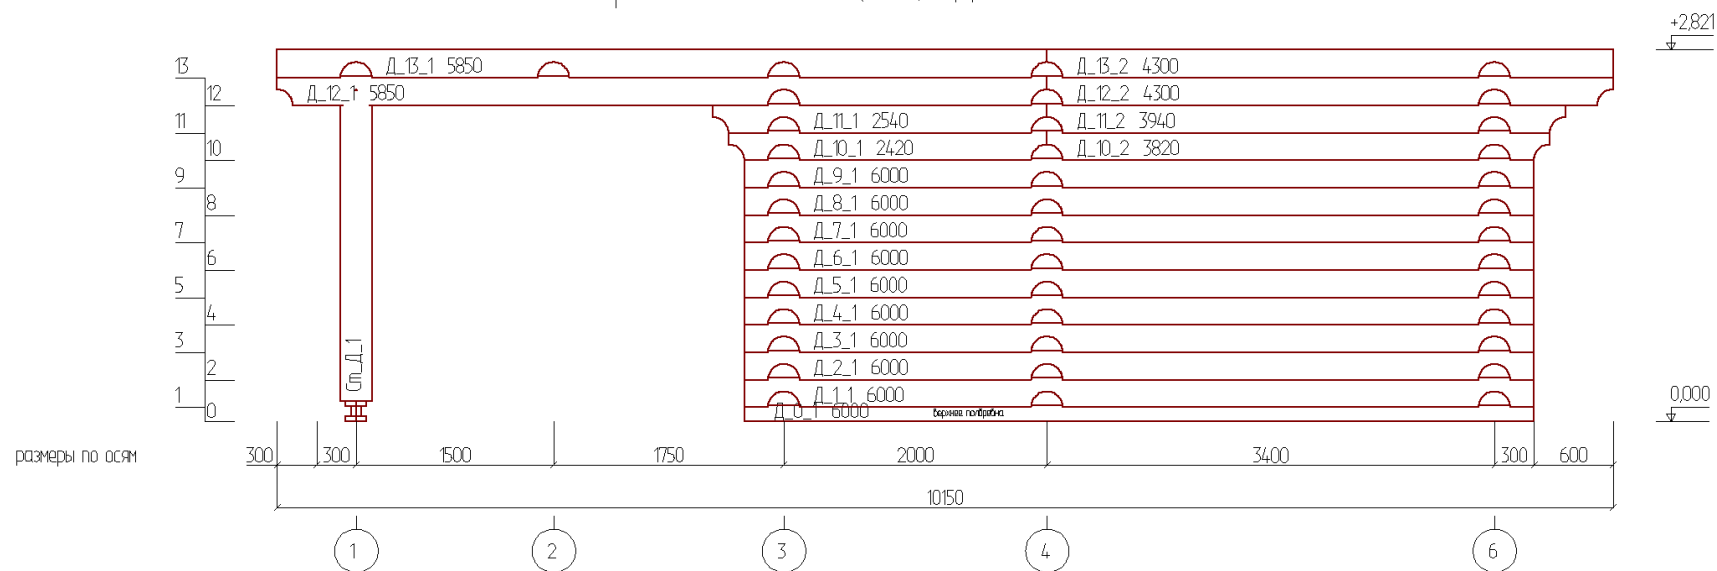 +2,821
13 Д_13_1 5850 Д_13_2 4300
12 Д_12_1 5850 Д_12_2 4300
11 Д_11_1 2540 Д_11_2 3940
10 Д_10_1 2420 Д_10_2 3820
9 Д_9_1 6000
8 Д_8_1 6000
7 Д_7_1 6000
6 Д_6_1 6000
5 Д_5_1 6000
4 Д_4_1 6000
3 Д_3_1 6000
Ст_Д_1
2 Д_2_1 6000
1 Д_1_1 6000 0,000
0 Д_0_1 6000 верхнее
размеры по осям 300 300 1500 1750 2000 3400 300 600
10150
1 2 3 4 6